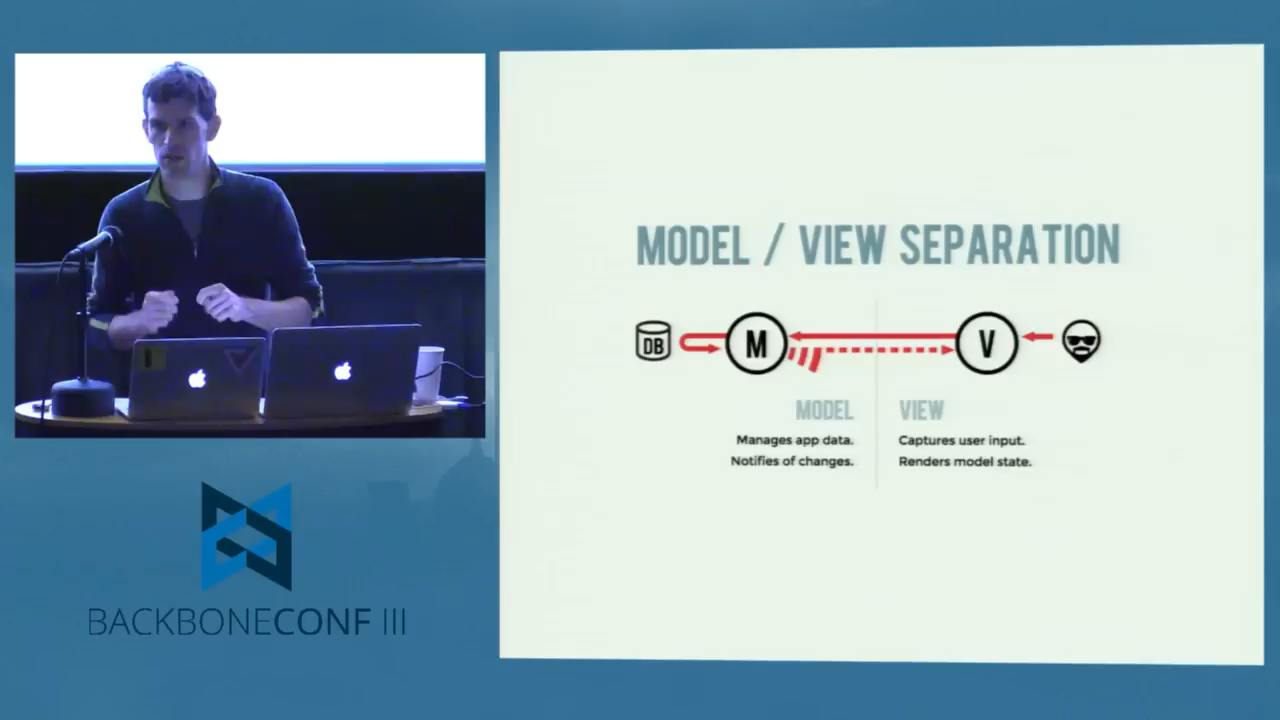 MODEL / VIEW SEPARATION
DB
M
V
MODEL
Manages app data.
Notifies of changes.
VIEW
Captures user input.
Renders model state.
BACKBONECONF III